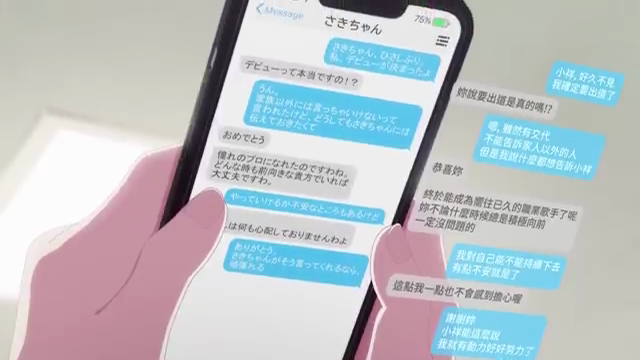 Message
75%
さきちゃん
さきちゃん、ひさしぶり。
私、デビューが決まったよ
デビューって本当ですの！？
うん。
家族以外には言っちゃいけないって
言われたけど、どうしてもさきちゃんには
伝えておきたくて
おめでとう
憧れのプロになれたのですわね。
どんな時も前向きな貴方でいれば
大丈夫ですわ。
やっていけるか不安なところもあるけど
は何も心配しておりませんわよ
ありがとう。
さきちゃんがそう言ってくれるなら、
頑張れる
小祥, 好久不見
我確定要出道了
妳說要出道是真的嗎!?
嗯, 雖然有交代
不能告訴家人以外的人
但是我說什麼都想告訴小祥
恭喜妳
終於能成為嚮往已久的職業歌手了呢
妳不論什麼時候總是積極向前
一定沒問題的
我對自己能不能持續下去
有點不安就是了
這點我一點也不會感到擔心喔
謝謝妳
小祥能這麼說
我就有動力好好努力了